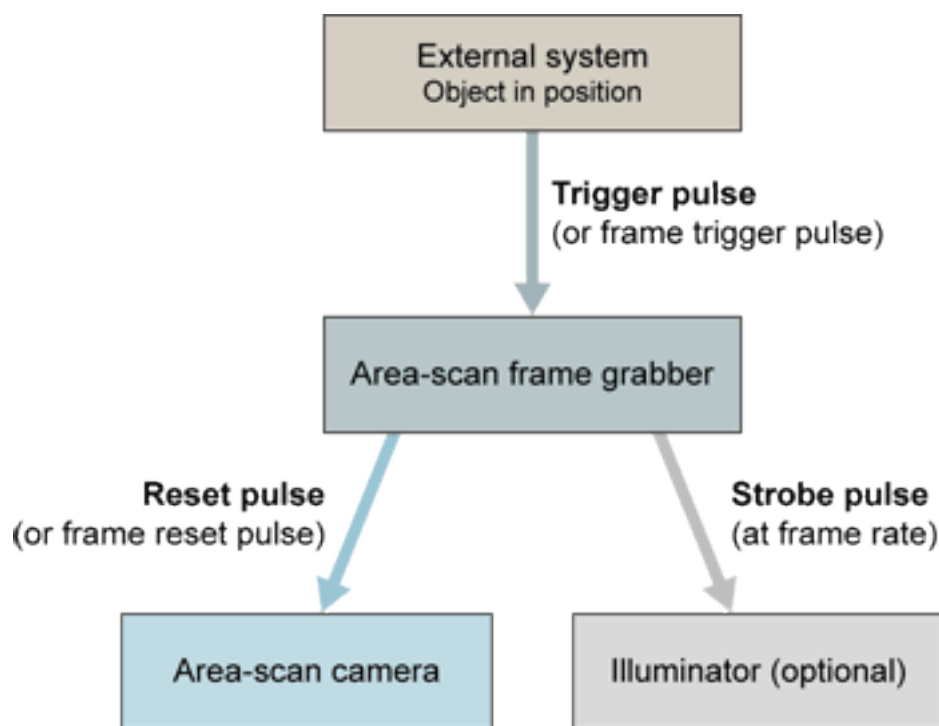 External system
Object in position
Trigger pulse
(or frame trigger pulse)
Area-scan frame grabber
Reset pulse
(or frame reset pulse)
Strobe pulse
(at frame rate)
Area-scan camera
Illuminator (optional)